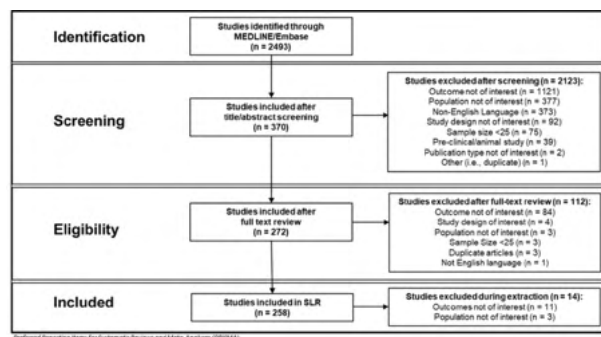 Identification
Studies identified through
MEDLINE/Embase
(n = 2493)
Screening
Studies included after
title/abstract screening
(n = 370)
Studies excluded after screening (n = 2123)
Outcome not of interest (n = 1121)
Population not of interest (n = 377)
Non-English Language (n = 373)
Study design not of interest (n = 92)
Sample size <25 (n = 75)
Pre-clinical/animal study (n = 39)
Publication type not of interest (n = 2)
Other (i.e., duplicate) (n = 1)
Eligibility
Studies included after
full text review
(n = 272)
Studies excluded after full-text review (n = 112)
Outcome not of interest (n = 84)
Study design of interest (n = 4)
Population not of interest (n = 3)
Sample Size <25 (n = 3)
Duplicate articles (n = 3)
Not English language (n = 1)
Included
Studies included in SLR
(n = 258)
Studies excluded during extraction (n = 14):
Outcomes not of interest (n = 11)
Population not of interest (n = 3)